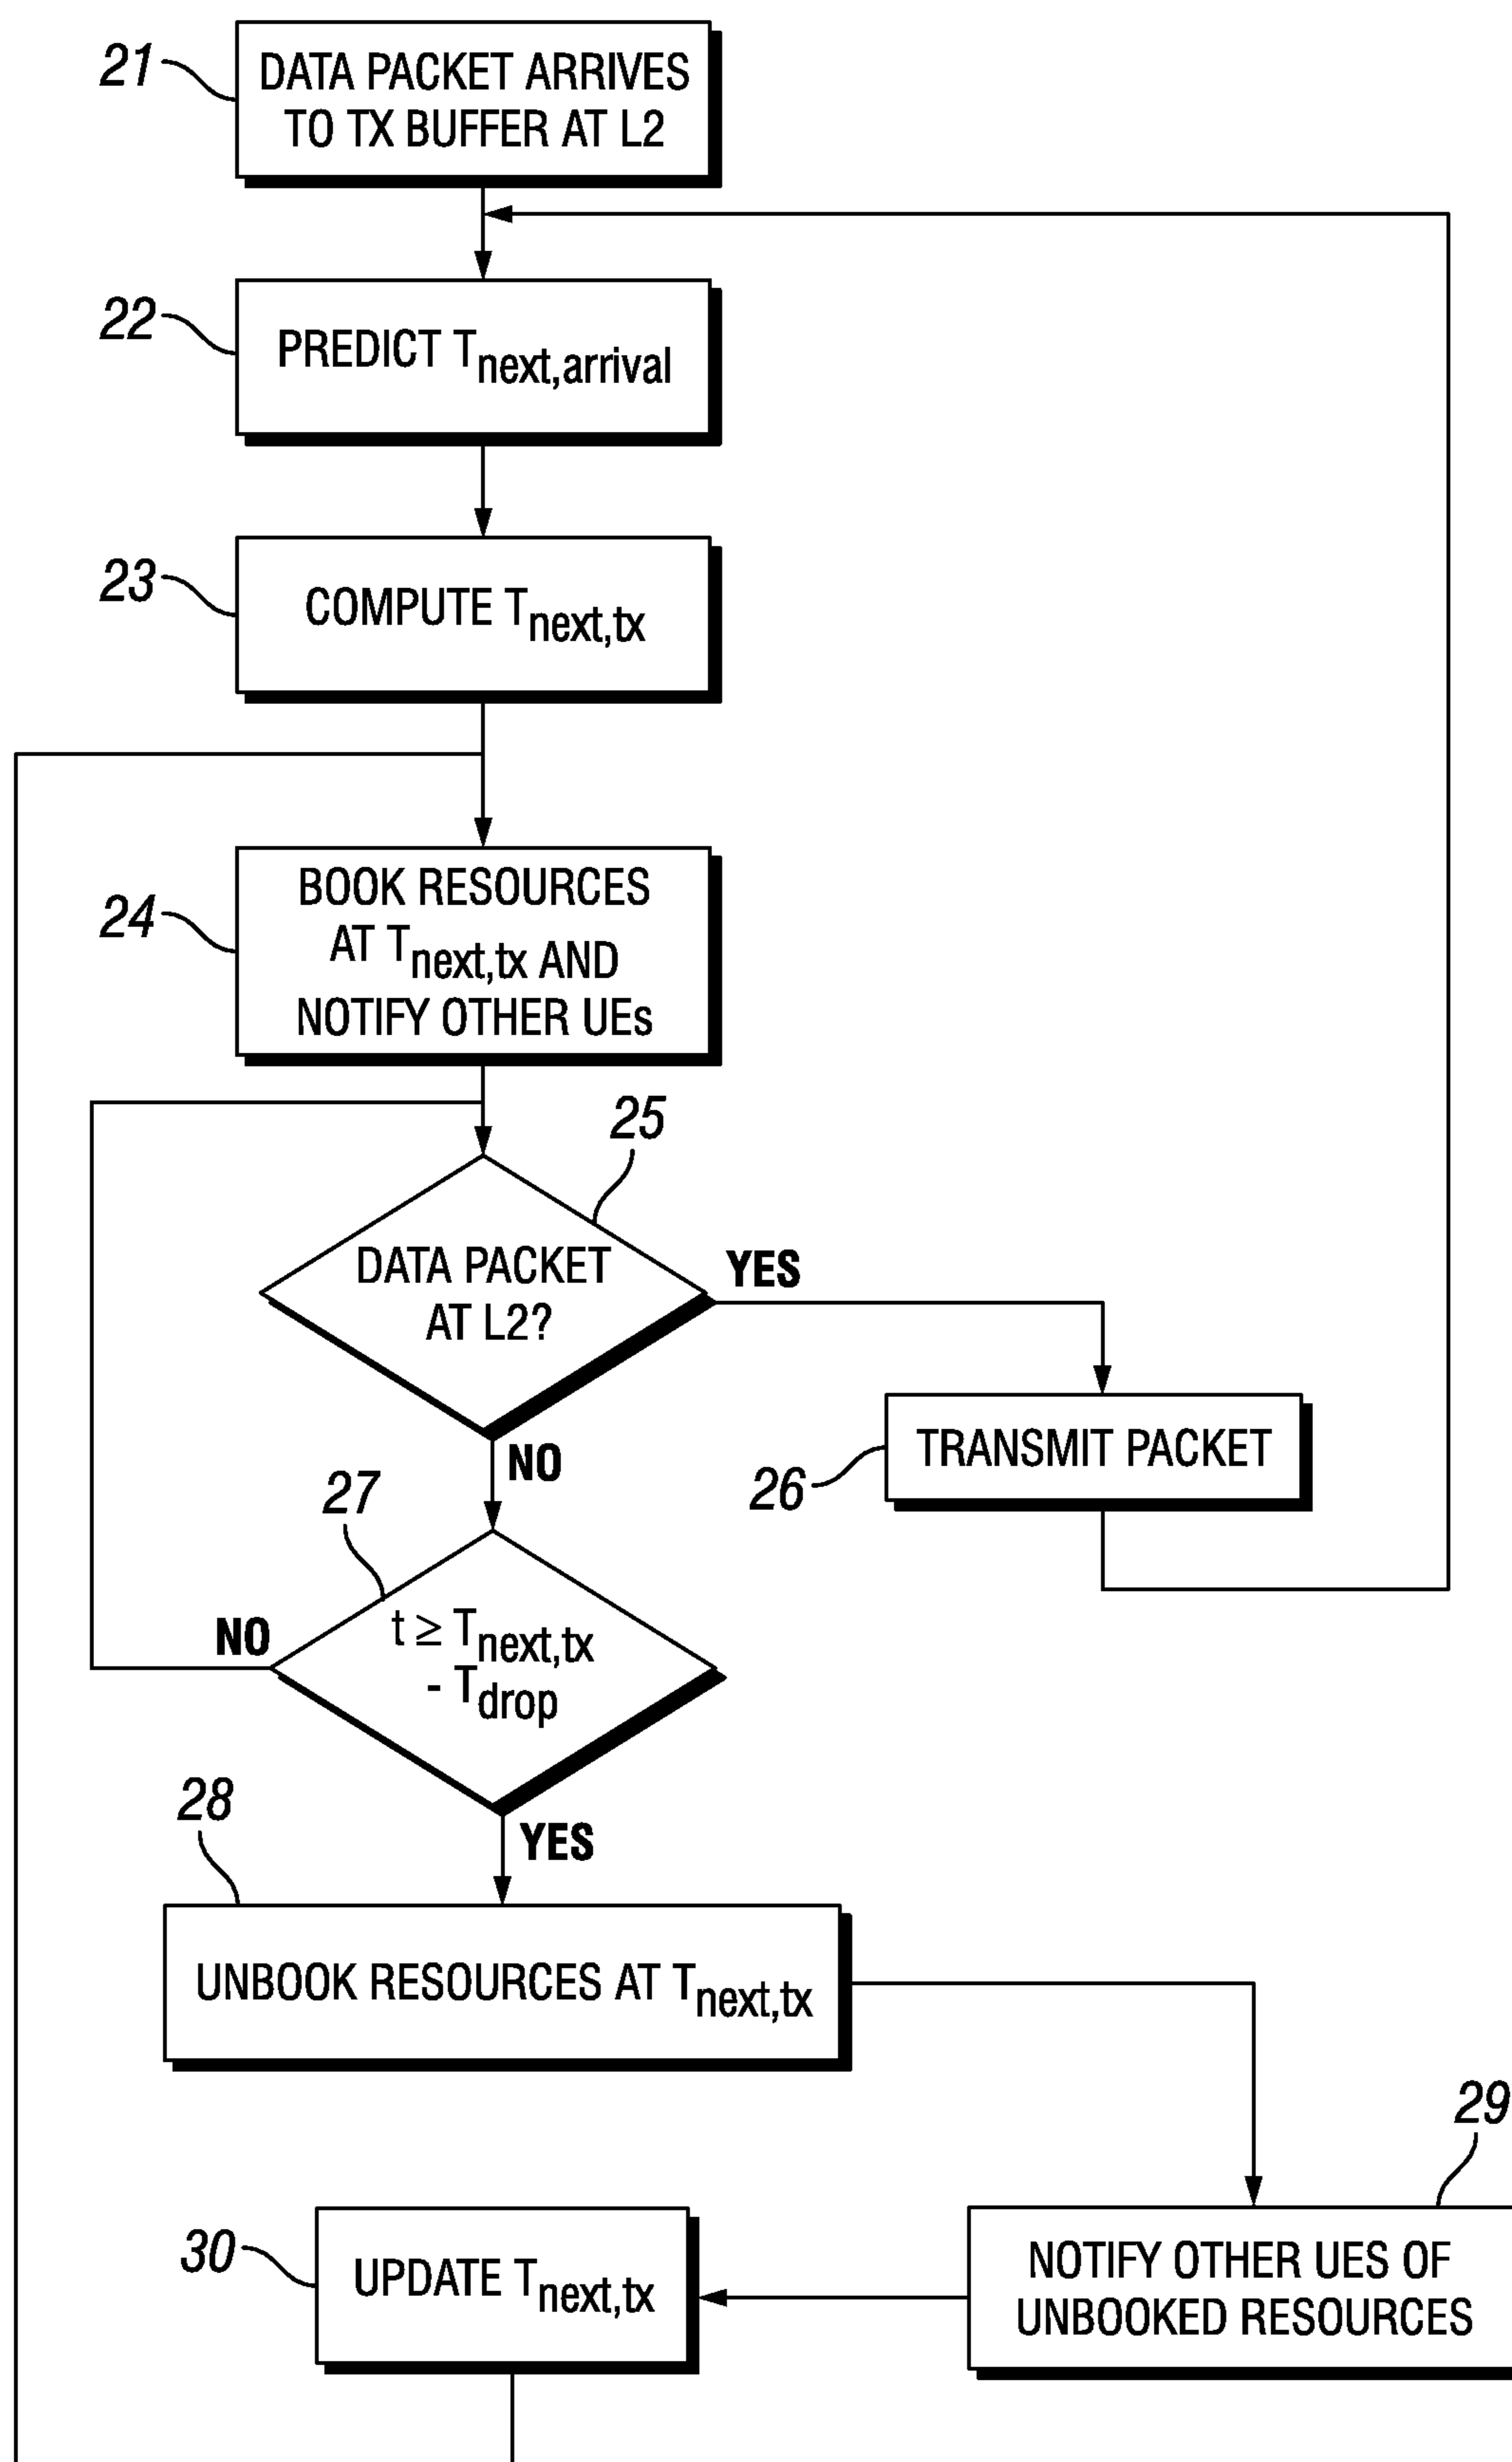 21
DATA PACKET ARRIVES
TO TX BUFFER AT L2
22
PREDICT Tnext,arrival
23
COMPUTE Tnext,tx
24
BOOK RESOURCES
AT Tnext,tx AND
NOTIFY OTHER UEs
25
DATA PACKET
AT L2?
YES
NO
26
TRANSMIT PACKET
27
t ≥ Tnext,tx
- Tdrop
NO
YES
28
UNBOOK RESOURCES AT Tnext,tx
29
NOTIFY OTHER UES OF
UNBOOKED RESOURCES
30
UPDATE Tnext,tx